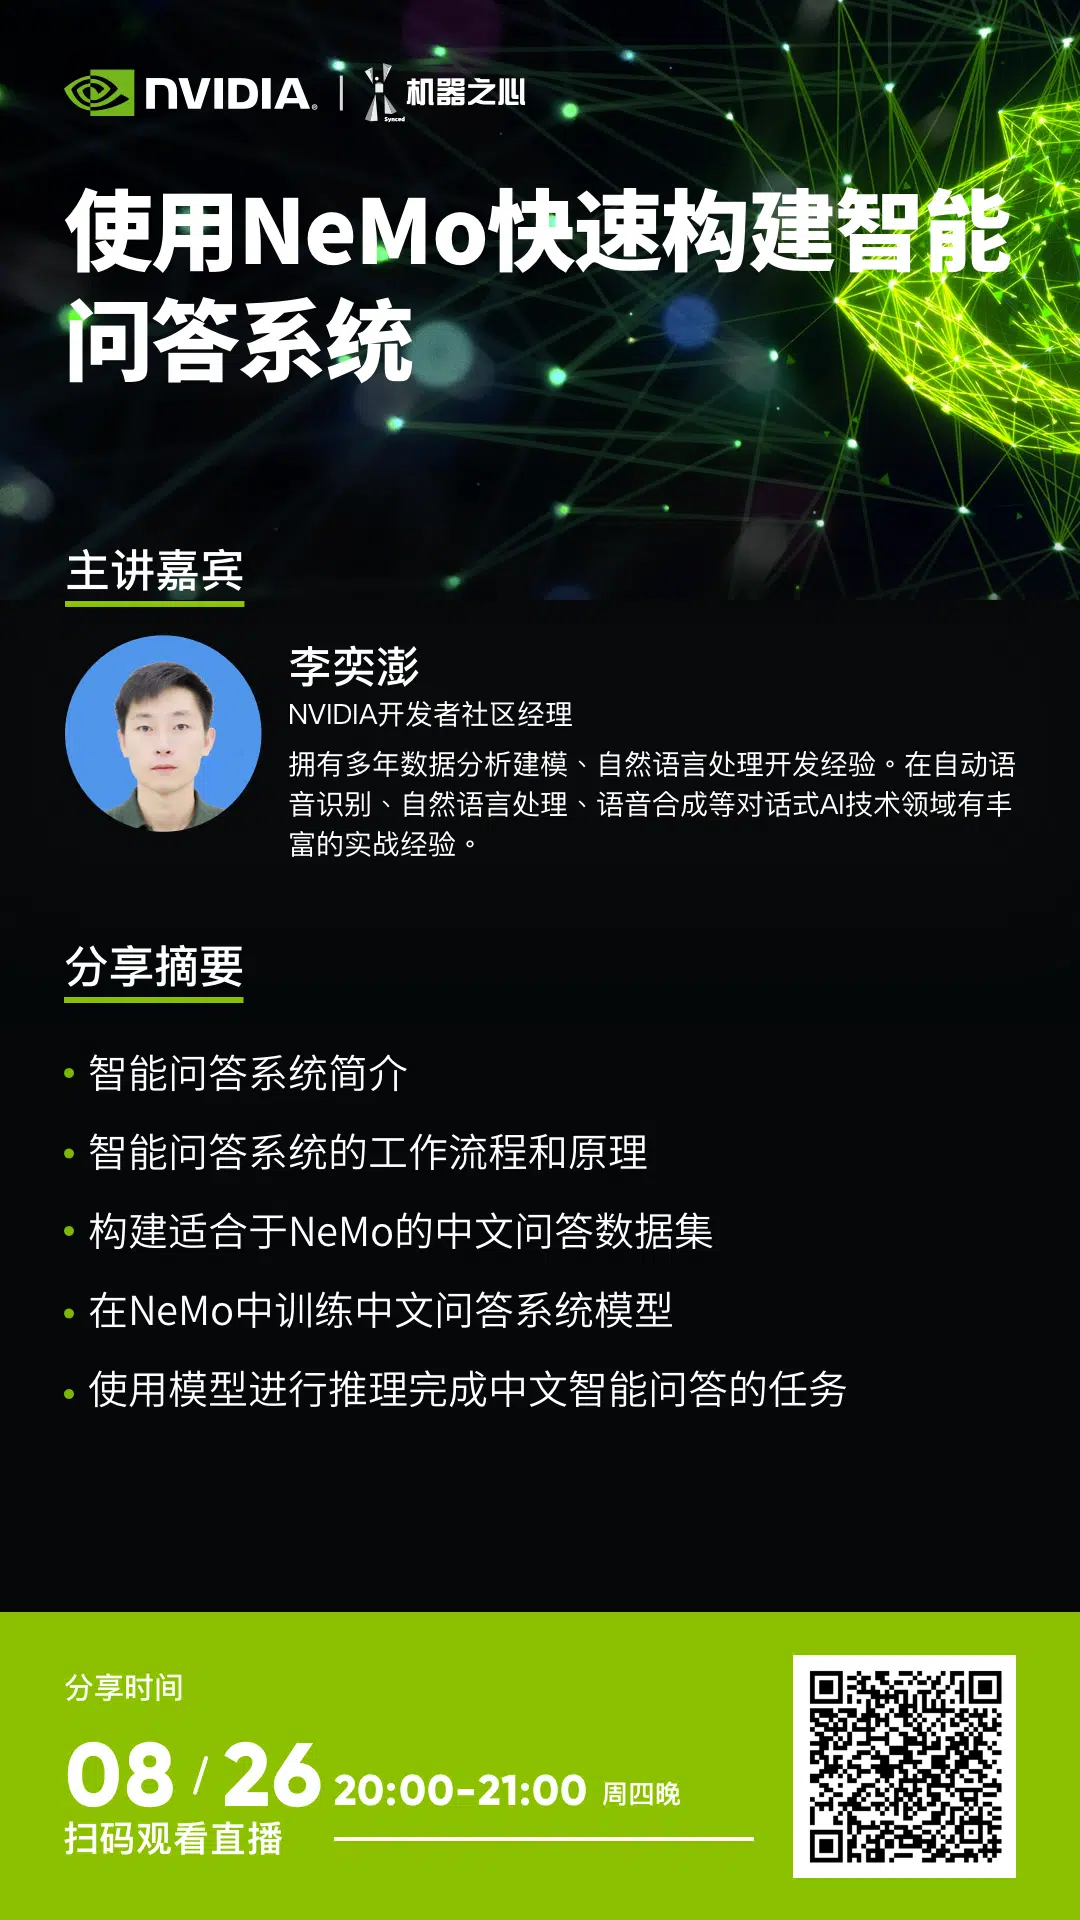 NVIDIA® | Synced 机器之心
使用NeMo快速构建智能
问答系统
主讲嘉宾
李奕澎
NVIDIA开发者社区经理
拥有多年数据分析建模、自然语言处理开发经验。在自动语
音识别、自然语言处理、语音合成等对话式AI技术领域有丰
富的实战经验。
分享摘要
• 智能问答系统简介
• 智能问答系统的工作流程和原理
• 构建适合于NeMo的中文问答数据集
• 在NeMo中训练中文问答系统模型
• 使用模型进行推理完成中文智能问答的任务
分享时间
08 / 26 20:00-21:00 周四晚
扫码观看直播